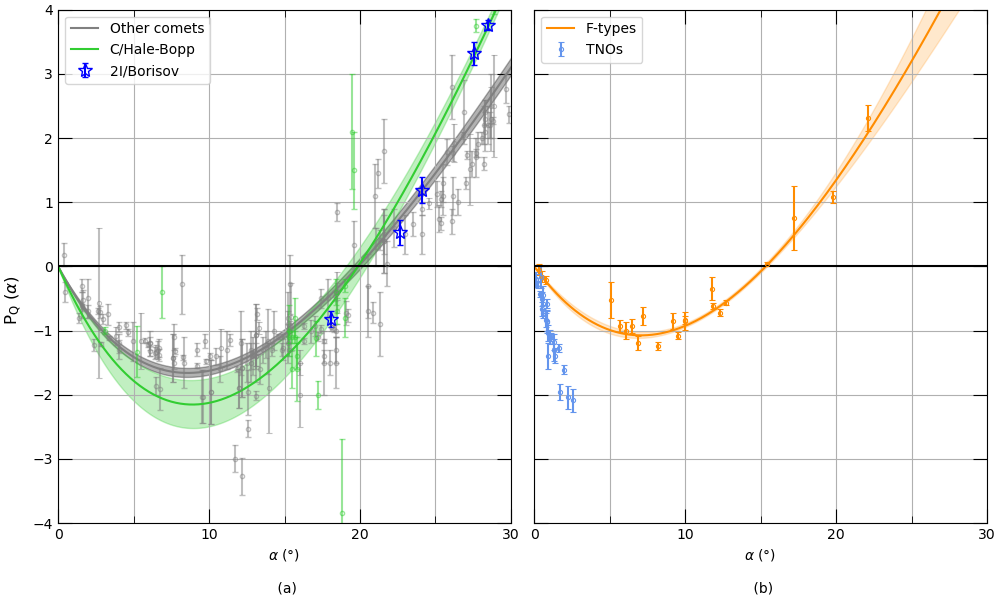 Other comets
C/Hale-Bopp
2I/Borisov
F-types
TNOs
4
3
2
1
0
−1
−2
−3
−4
P_Q (α)
0
10
20
30
0
10
20
30
α (°)
α (°)
(a)
(b)